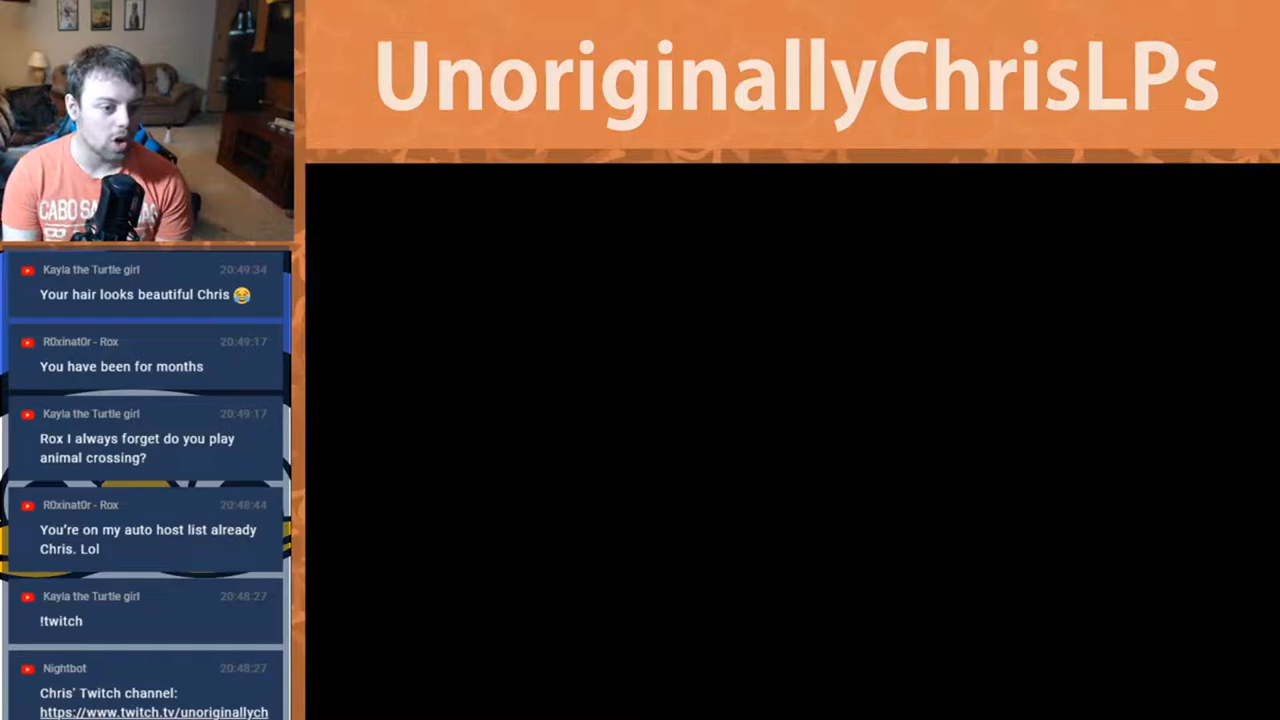 UnoriginallyChrisLPs
CABO SA
B
Kayla the Turtle girl 20:49:34
Your hair looks beautiful Chris 😂
R0xinat0r - Rox 20:49:17
You have been for months
Kayla the Turtle girl 20:49:17
Rox I always forget do you play
animal crossing?
R0xinat0r - Rox 20:48:44
You're on my auto host list already
Chris. Lol
Kayla the Turtle girl 20:48:27
!twitch
Nightbot 20:48:27
Chris' Twitch channel:
https://www.twitch.tv/unoriginallych